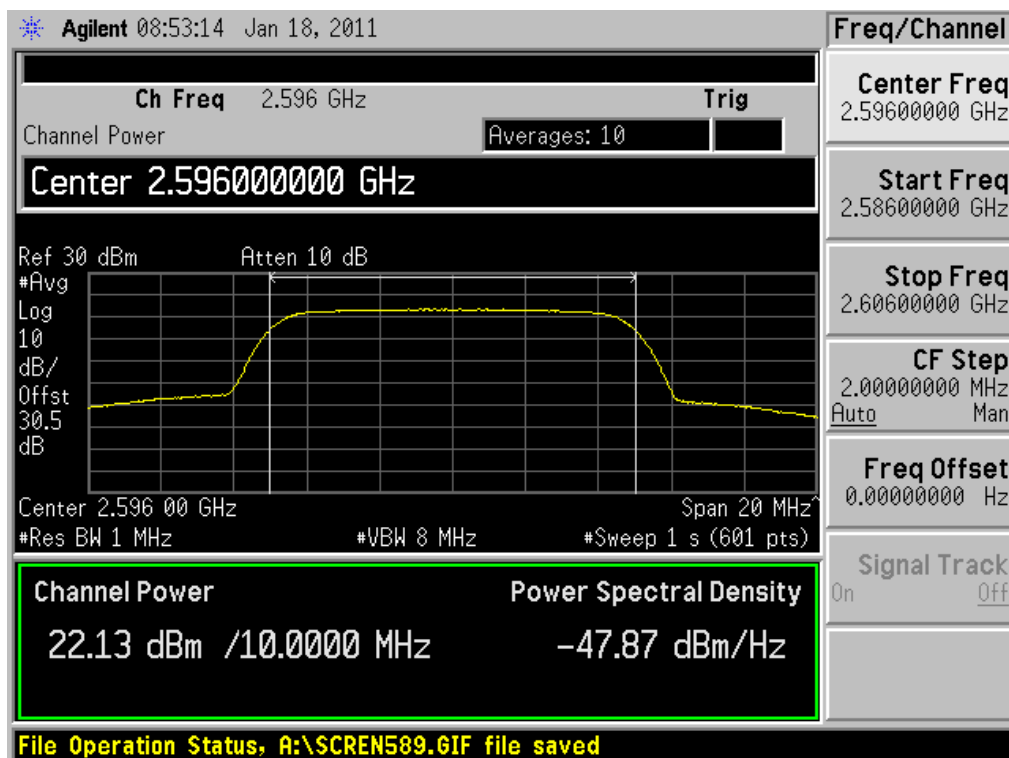 Agilent 08:53:14 Jan 18, 2011
Freq/Channel
Ch Freq 2.596 GHz Trig
Channel Power Averages: 10
Center 2.596000000 GHz
Ref 30 dBm Atten 10 dB
#Avg
Log
10
dB/
Offst
30.5
dB
Center 2.596 00 GHz Span 20 MHz^
#Res BW 1 MHz #VBW 8 MHz #Sweep 1 s (601 pts)
Channel Power Power Spectral Density
22.13 dBm /10.0000 MHz -47.87 dBm/Hz
Center Freq
2.59600000 GHz
Start Freq
2.58600000 GHz
Stop Freq
2.60600000 GHz
CF Step
2.00000000 MHz
Auto Man
Freq Offset
0.00000000 Hz
Signal Track
On Off
File Operation Status, A:\SCREN589.GIF file saved